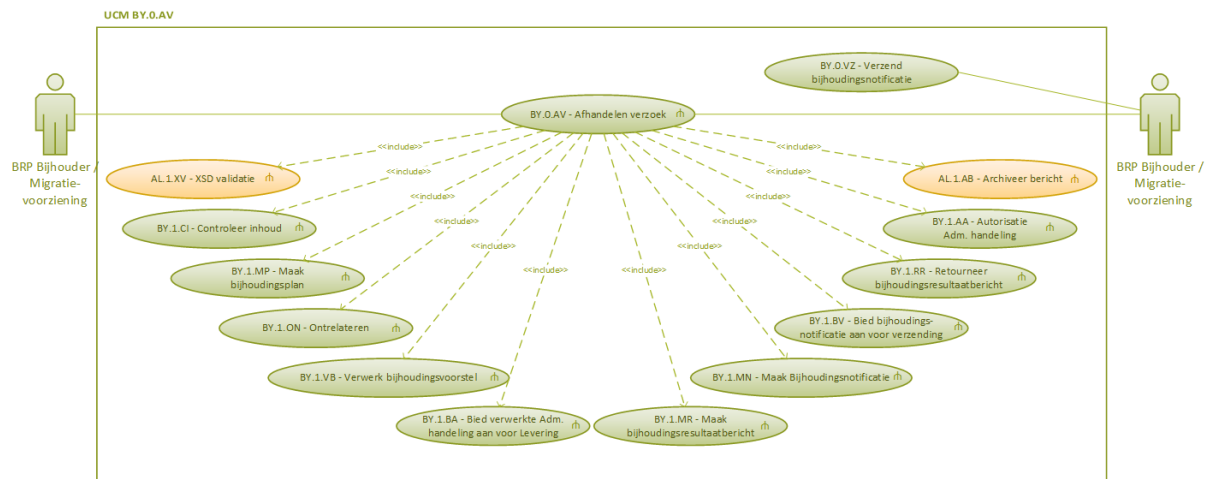 UCM BY.0.AV
BY.0.VZ - Verzend
bijhoudingsnotificatie
BY.0.AV - Afhandelen verzoek
BRP Bijhouder /
Migratie-
voorziening
BRP Bijhouder /
Migratie-
voorziening
<<include>>
<<include>>
<<include>>
<<include>>
<<include>>
<<include>>
<<include>>
<<include>>
<<include>>
<<include>>
<<include>>
<<include>>
AL.1.XV - XSD validatie
AL.1.AB - Archiveer bericht
BY.1.CI - Controleer inhoud
BY.1.AA - Autorisatie
Adm. handeling
BY.1.MP - Maak
bijhoudingsplan
BY.1.RR - Retourneer
bijhoudingsresultaatbericht
BY.1.ON - Ontrelateren
BY.1.BV - Bied bijhoudings-
notificatie aan voor verzending
BY.1.VB - Verwerk bijhoudingsvoorstel
BY.1.MN - Maak Bijhoudingsnotificatie
BY.1.BA - Bied verwerkte Adm.
handeling aan voor Levering
BY.1.MR - Maak
bijhoudingsresultaatbericht